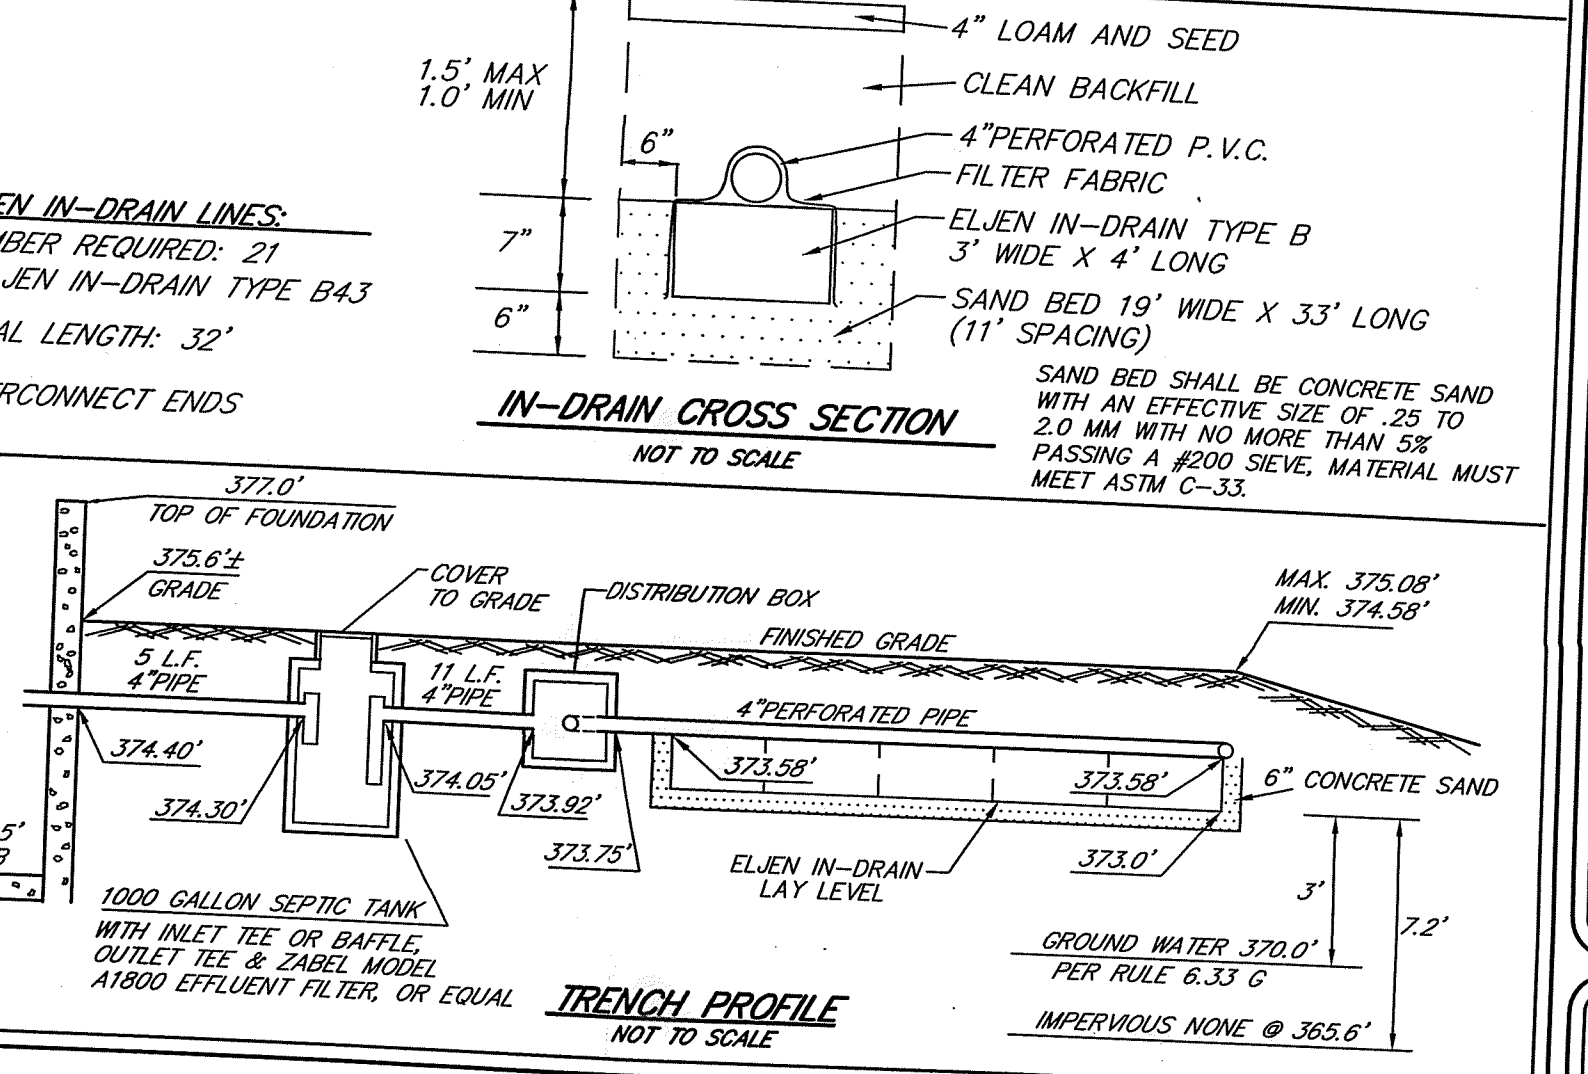 4" LOAM AND SEED
1.5' MAX
1.0' MIN
CLEAN BACKFILL
6"
4"PERFORATED P.V.C.
FILTER FABRIC
EN IN-DRAIN LINES:
MBER REQUIRED: 21
JEN IN-DRAIN TYPE B43
AL LENGTH: 32'
ERCONNECT ENDS
7"
ELJEN IN-DRAIN TYPE B
3' WIDE X 4' LONG
6"
SAND BED 19' WIDE X 33' LONG
(11' SPACING)
SAND BED SHALL BE CONCRETE SAND
WITH AN EFFECTIVE SIZE OF .25 TO
2.0 MM WITH NO MORE THAN 5%
PASSING A #200 SIEVE, MATERIAL MUST
MEET ASTM C-33.
IN-DRAIN CROSS SECTION
NOT TO SCALE
377.0'
TOP OF FOUNDATION
375.6'±
GRADE
COVER
TO GRADE
DISTRIBUTION BOX
FINISHED GRADE
MAX. 375.08'
MIN. 374.58'
5 L.F.
4"PIPE
11 L.F.
4"PIPE
4"PERFORATED PIPE
374.40'
374.30'
374.05'
373.92'
373.75'
373.58'
373.58'
6" CONCRETE SAND
ELJEN IN-DRAIN
LAY LEVEL
373.0'
3'
7.2'
5'
B
1000 GALLON SEPTIC TANK
WITH INLET TEE OR BAFFLE,
OUTLET TEE & ZABEL MODEL
A1800 EFFLUENT FILTER, OR EQUAL
GROUND WATER 370.0'
PER RULE 6.33 G
IMPERVIOUS NONE @ 365.6'
TRENCH PROFILE
NOT TO SCALE